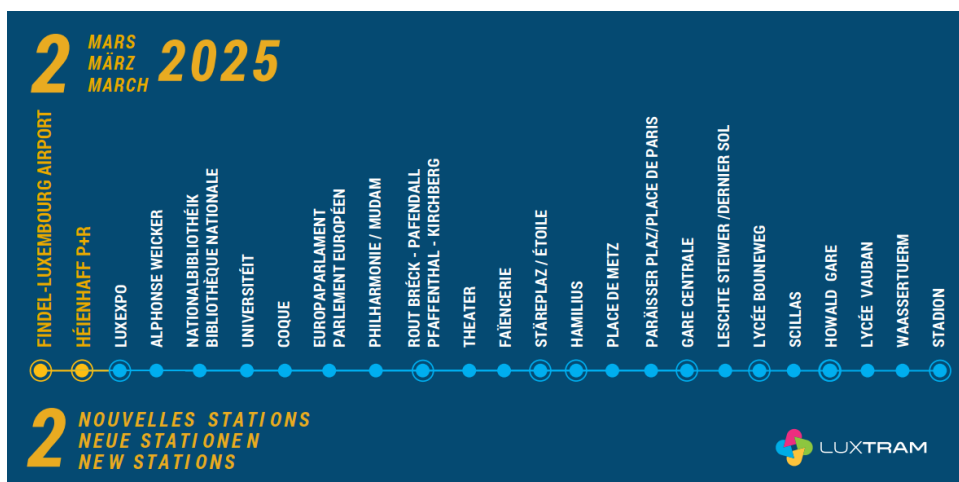 2 MARS
MÄRZ
MARCH
2025
FINDEL-LUXEMBOURG AIRPORT
HÉIENHAFF P+R
LUXEXPO
ALPHONSE WEICKER
NATIONALBIBLIOTHÉIK
BIBLIOTHÈQUE NATIONALE
UNIVERSITÉIT
COQUE
EUROPAPARLAMENT
PARLEMENT EUROPÉEN
PHILHARMONIE / MUDAM
ROUT BRÉCK - PAFENDALL
PFAFFENTHAL - KIRCHBERG
THEATER
FAÏENCERIE
STÄREPLAZ / ÉTOILE
HAMILIUS
PLACE DE METZ
PARÄISSER PLAZ/PLACE DE PARIS
GARE CENTRALE
LESCHTE STEIWER /DERNIER SOL
LYCÉE BOUNEWEG
SCILLAS
HOWALD GARE
LYCÉE VAUBAN
WAASSERTUERM
STADION
2 NOUVELLES STATIONS
NEUE STATIONEN
NEW STATIONS
LUXTRAM